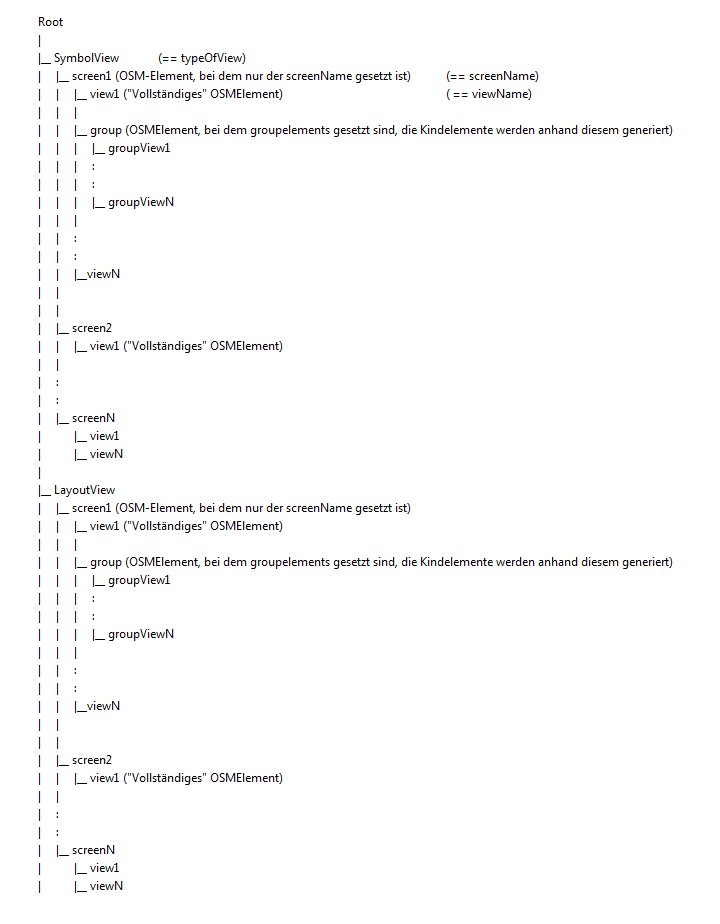 Root
|
|__ SymbolView (== typeOfView)
| |__ screen1 (OSM-Element, bei dem nur der screenName gesetzt ist) (== screenName)
| | |__ view1 ("Vollständiges" OSMElement) ( == viewName)
| | |
| | |__ group (OSMElement, bei dem groupelements gesetzt sind, die Kindelemente werden anhand diesem generiert)
| | | |__ groupView1
| | | :
| | | :
| | | |__ groupViewN
| | |
| | :
| | :
| | |__viewN
| |
| |
| |__ screen2
| | |__ view1 ("Vollständiges" OSMElement)
| |
| :
| :
| |__ screenN
| |__ view1
| |__ viewN
|
|__ LayoutView
| |__ screen1 (OSM-Element, bei dem nur der screenName gesetzt ist)
| | |__ view1 ("Vollständiges" OSMElement)
| | |
| | |__ group (OSMElement, bei dem groupelements gesetzt sind, die Kindelemente werden anhand diesem generiert)
| | | |__ groupView1
| | | :
| | | :
| | | |__ groupViewN
| | |
| | :
| | :
| | |__viewN
| |
| |
| |__ screen2
| | |__ view1 ("Vollständiges" OSMElement)
| |
| :
| :
| |__ screenN
| |__ view1
| |__ viewN